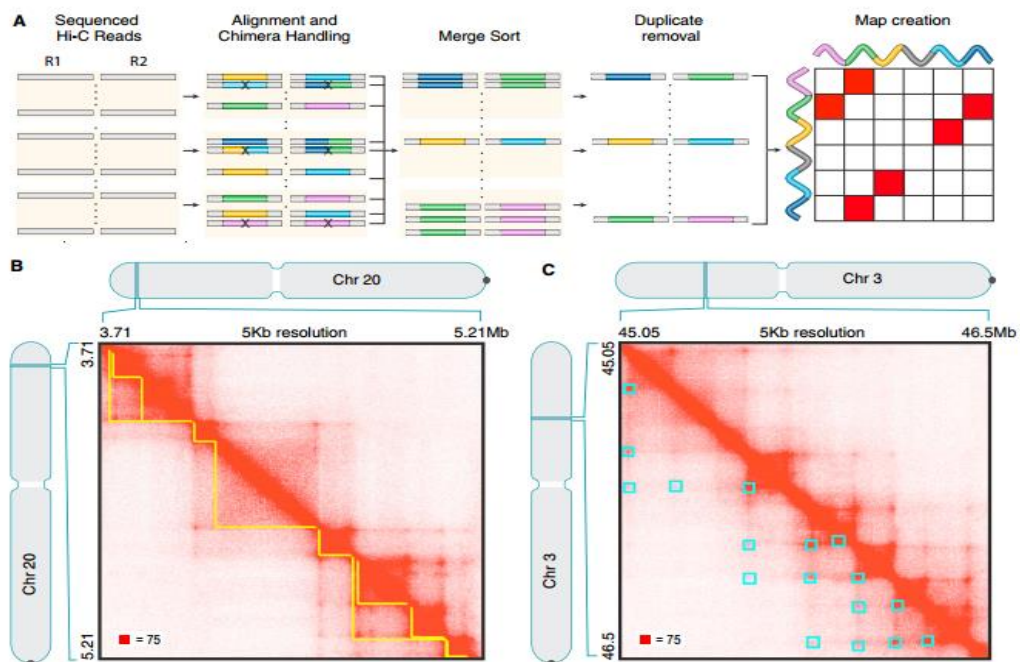 A
Sequenced
Hi-C Reads
R1 R2
Alignment and
Chimera Handling
Merge Sort
Duplicate
removal
Map creation
B
Chr 20
3.71 5Kb resolution 5.21Mb
3.71
Chr 20
5.21
= 75
C
Chr 3
45.05 5Kb resolution 46.5Mb
45.05
Chr 3
46.5
= 75